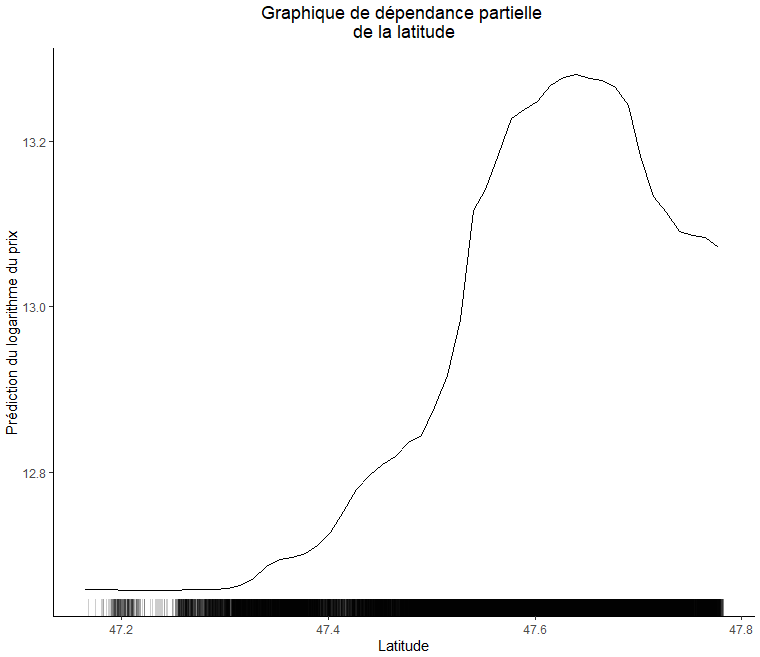 Graphique de dépendance partielle
de la latitude
Prédiction du logarithme du prix
13.2
13.0
12.8
47.2
47.4
47.6
47.8
Latitude